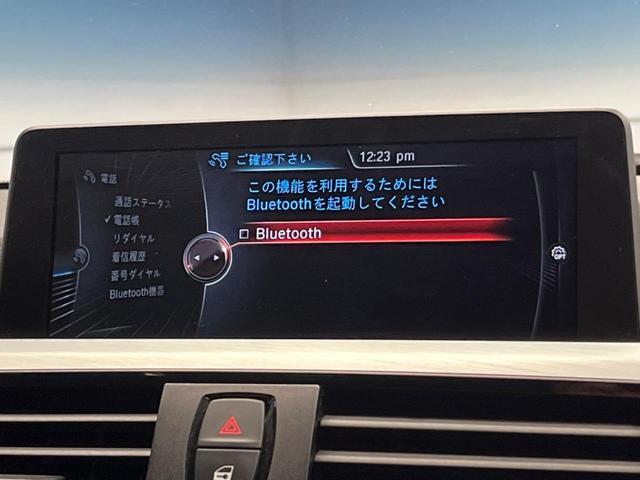 ご確認下さい
12:23 pm
電話
通話ステータス
電話帳
リダイヤル
着信履歴
番号ダイヤル
Bluetooth機器
この機能を利用するためには
Bluetoothを起動してください
Bluetooth
OPT